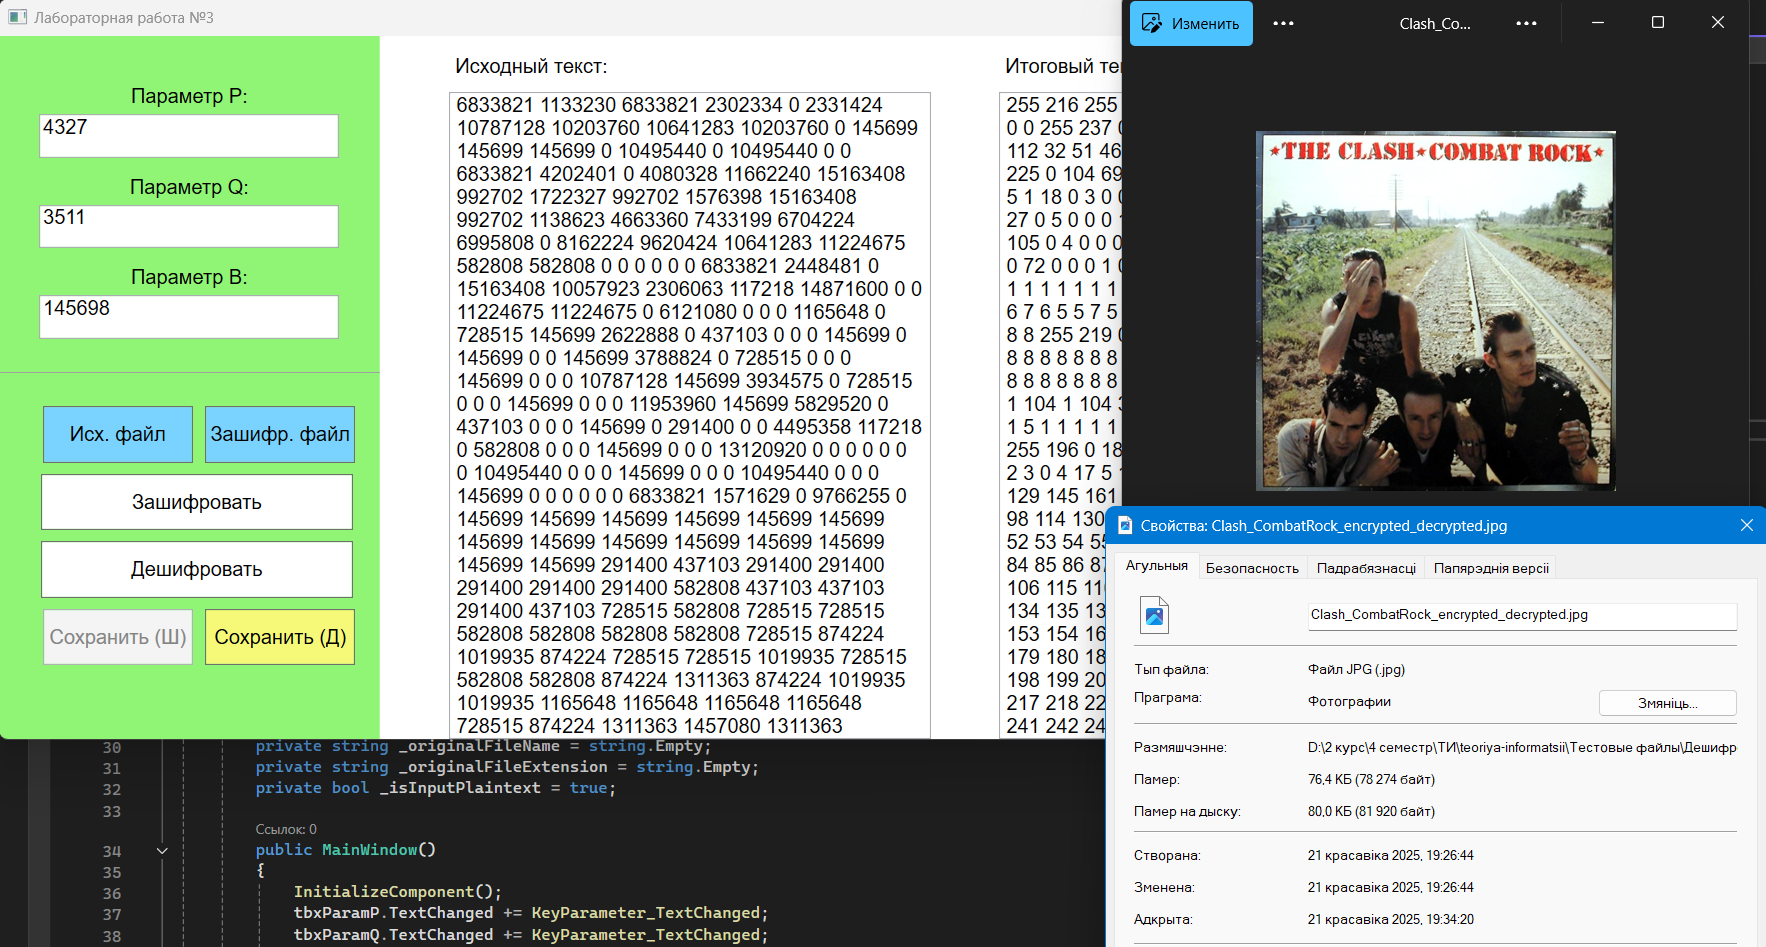 Лабораторная работа №3
Параметр P:
4327
Параметр Q:
3511
Параметр B:
145698
Исх. файл
Зашифр. файл
Зашифровать
Дешифровать
Сохранить (Ш)
Сохранить (Д)
Исходный текст:
6833821 1133230 6833821 2302334 0 2331424
10787128 10203760 10641283 10203760 0 145699
145699 145699 0 10495440 0 10495440 0 0
6833821 4202401 0 4080328 11662240 15163408
992702 1722327 992702 1576398 15163408
992702 1138623 4663360 7433199 6704224
6995808 0 8162224 9620424 10641283 11224675
582808 582808 0 0 0 0 0 0 6833821 2448481 0
15163408 10057923 2306063 117218 14871600 0 0
11224675 11224675 0 6121080 0 0 0 1165648 0
728515 145699 2622888 0 437103 0 0 0 145699 0
145699 0 0 145699 3788824 0 728515 0 0 0
145699 0 0 0 10787128 145699 3934575 0 728515
0 0 0 145699 0 0 0 11953960 145699 5829520 0
437103 0 0 0 145699 0 291400 0 0 4495358 117218
0 582808 0 0 0 145699 0 0 0 13120920 0 0 0 0 0 0
0 10495440 0 0 0 145699 0 0 0 10495440 0 0 0
145699 0 0 0 0 0 0 6833821 1571629 0 9766255 0
145699 145699 145699 145699 145699 145699
145699 145699 145699 145699 145699 145699
145699 145699 291400 437103 291400 291400
291400 291400 291400 582808 437103 437103
291400 437103 728515 582808 728515 728515
582808 582808 582808 582808 728515 874224
1019935 874224 728515 728515 1019935 728515
582808 582808 874224 1311363 874224 1019935
1019935 1165648 1165648 1165648 1165648
728515 874224 1311363 1457080 1311363
Итоговый те
255 216 255
0 0 255 237
112 32 51 46
225 0 104 69
5 1 18 0 3 0
27 0 5 0 0 0
105 0 4 0 0 0
0 72 0 0 0 1
1 1 1 1 1 1 1
6 7 6 5 5 7 5
8 8 255 219
8 8 8 8 8 8 8
8 8 8 8 8 8 8
1 104 1 104
1 5 1 1 1 1 1
255 196 0 18
2 3 0 4 17 5
129 145 161
98 114 130
52 53 54 55
84 85 86 87
106 115
134 135
153 154
179 180
198 199
217 218
241 242
Изменить
Clash_Co...
★THE CLASH★COMBAT ROCK★
Свойства: Clash_CombatRock_encrypted_decrypted.jpg
Агульныя
Безопасность
Падрабязнасці
Папярэднія версіі
Clash_CombatRock_encrypted_decrypted.jpg
Тып файла: Файл JPG (.jpg)
Праграма: Фотографии
Змяніць...
Размяшчэнне: D:\2 курс\4 семестр\ТИ\teoriya-informatsii\Тестовые файлы\Дешифр
Памер: 76,4 КБ (78 274 байт)
Памер на дыску: 80,0 КБ (81 920 байт)
Створана: 21 красавіка 2025, 19:26:44
Зменена: 21 красавіка 2025, 19:26:44
Адкрыта: 21 красавіка 2025, 19:34:20
30 private string _originalFileName = string.Empty;
31 private string _originalFileExtension = string.Empty;
32 private bool _isInputPlaintext = true;
33
Ссылок: 0
34 public MainWindow()
35 {
36 InitializeComponent();
37 tbxParamP.TextChanged += KeyParameter_TextChanged;
38 tbxParamQ.TextChanged += KeyParameter_TextChanged;